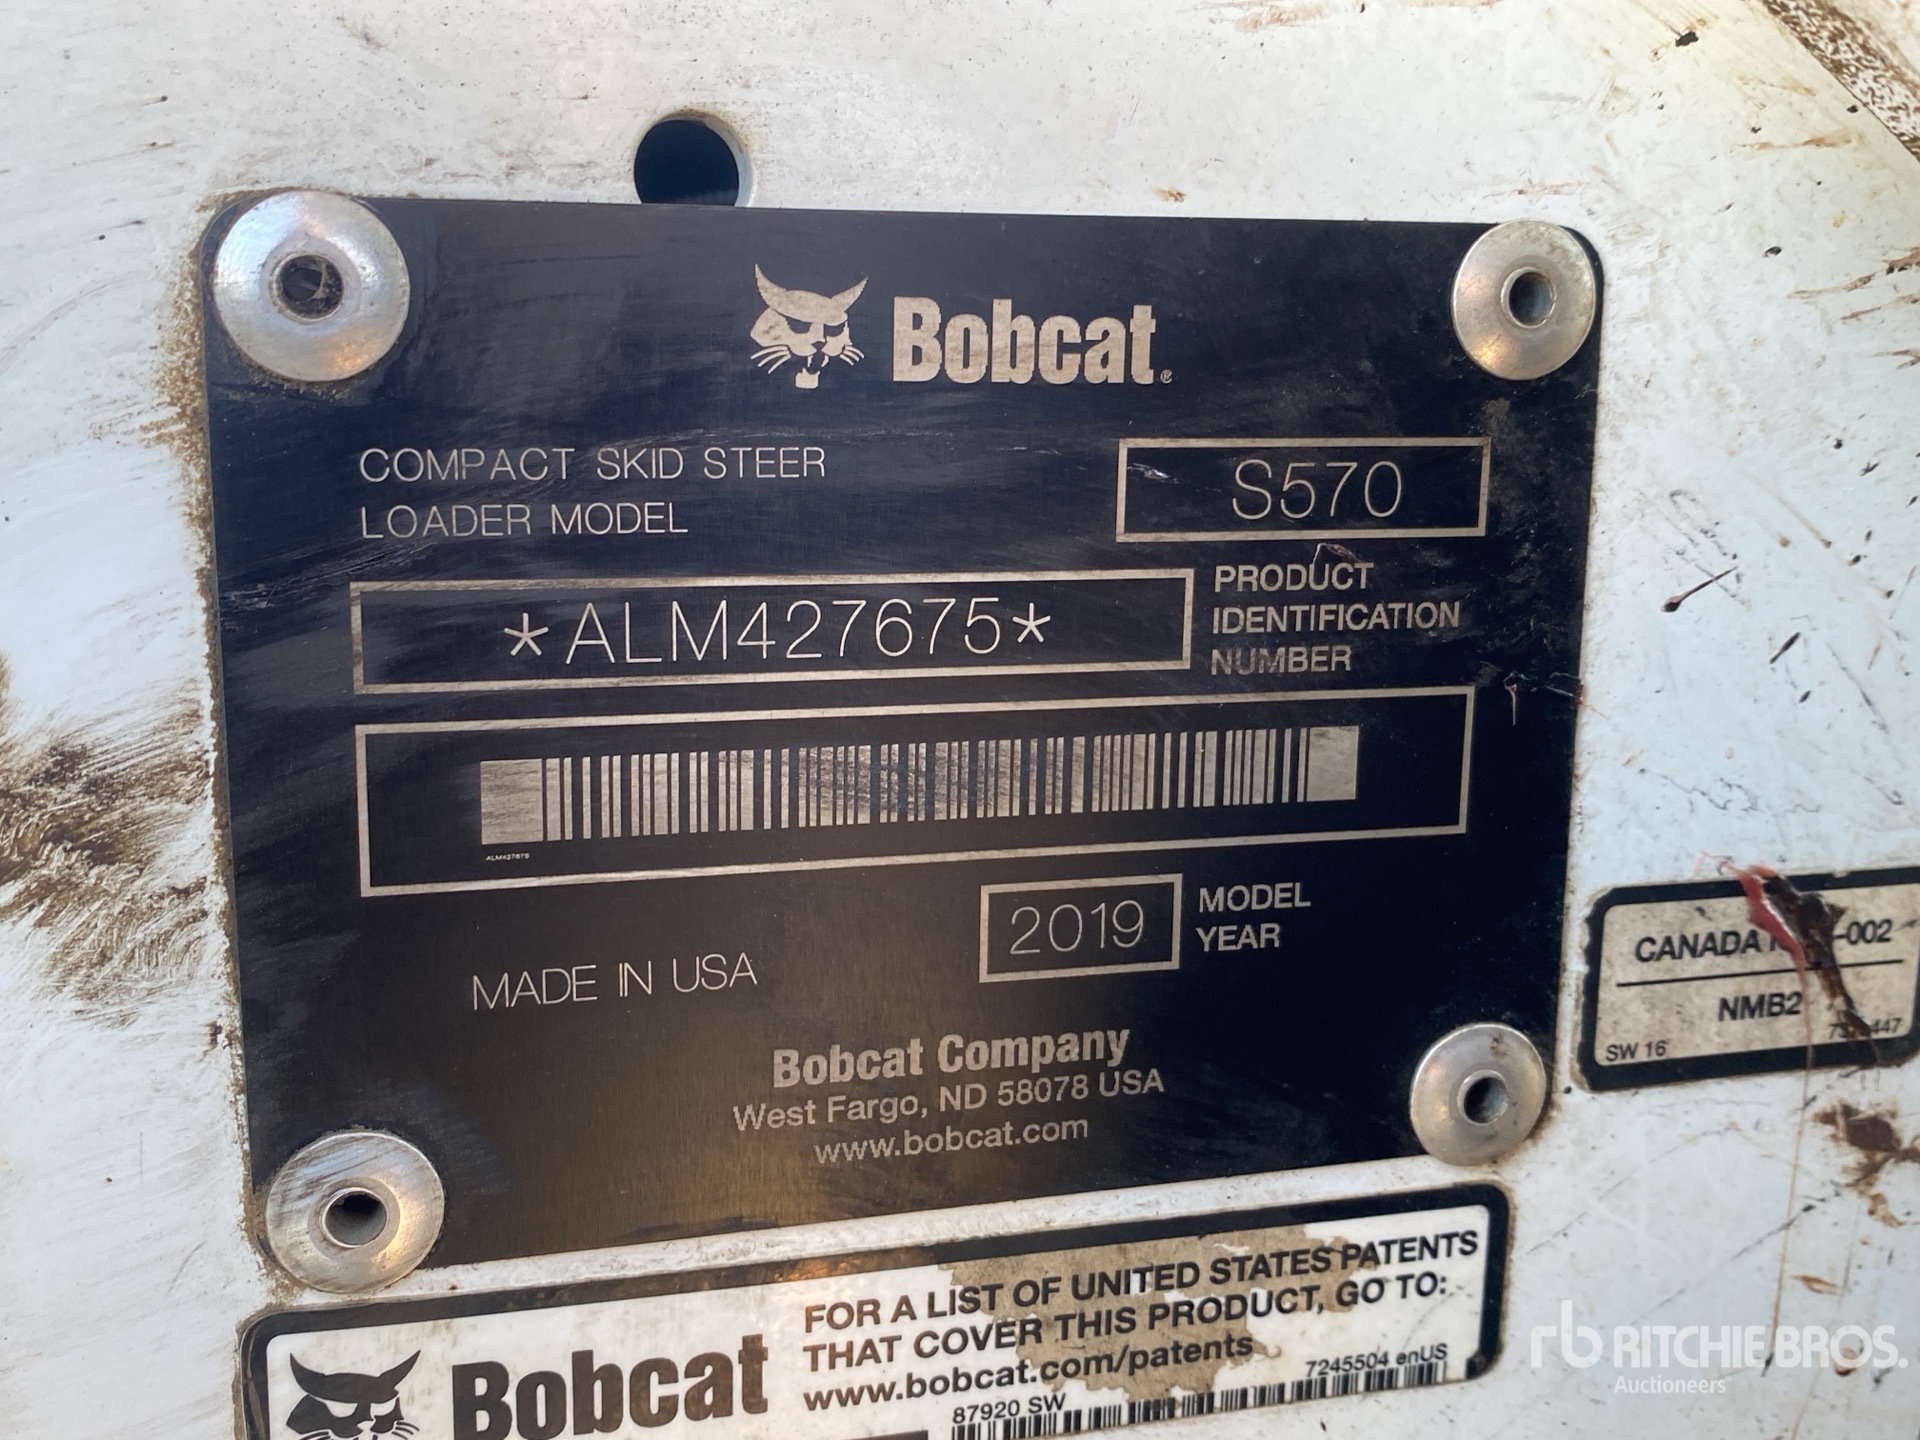 Bobcat®
COMPACT SKID STEER
LOADER MODEL
S570
*ALM427675*
PRODUCT
IDENTIFICATION
NUMBER
ALM427675
2019
MODEL
YEAR
MADE IN USA
Bobcat Company
West Fargo, ND 58078 USA
www.bobcat.com
CANADA -002
NMB2
SW 16
Bobcat
FOR A LIST OF UNITED STATES PATENTS
THAT COVER THIS PRODUCT, GO TO:
www.bobcat.com/patents
7245504 enUS
87920 SW
rb RITCHIE BROS.
Auctioneers